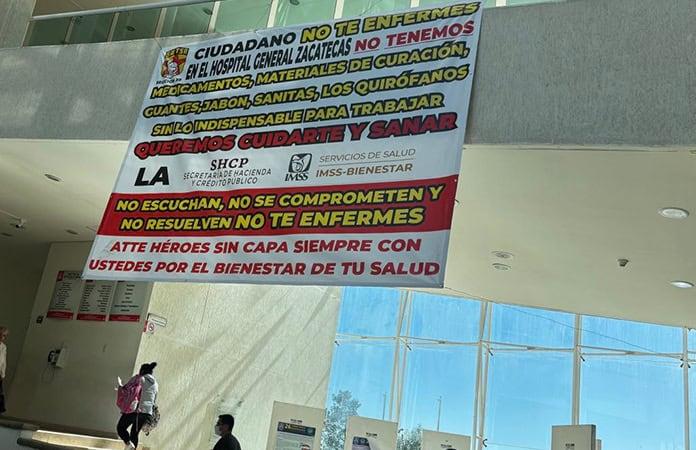 CIUDADANO NO TE ENFERMES
EN EL HOSPITAL GENERAL ZACATECAS NO TENEMOS
MEDICAMENTOS, MATERIALES DE CURACIÓN,
GUANTES,JABON, SANITAS, LOS QUIRÓFANOS
SIN LO INDISPENSABLE PARA TRABAJAR
QUEREMOS CUIDARTE Y SANAR
LA
SHCP
SECRETARÍA DE HACIENDA
Y CRÉDITO PUBLICO
IMSS
SERVICIOS DE SALUD
IMSS-BIENESTAR
NO ESCUCHAN, NO SE COMPROMETEN Y
NO RESUELVEN NO TE ENFERMES
ATTE HÉROES SIN CAPA SIEMPRE CON
USTEDES POR EL BIENESTAR DE TU SALUD